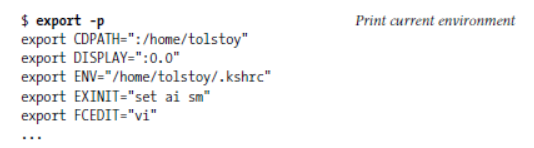 $ export -p Print current environment
export CDPATH=":/home/tolstoy"
export DISPLAY=":0.0"
export ENV="/home/tolstoy/.kshrc"
export EXINIT="set ai sm"
export FCEDIT="vi"
...